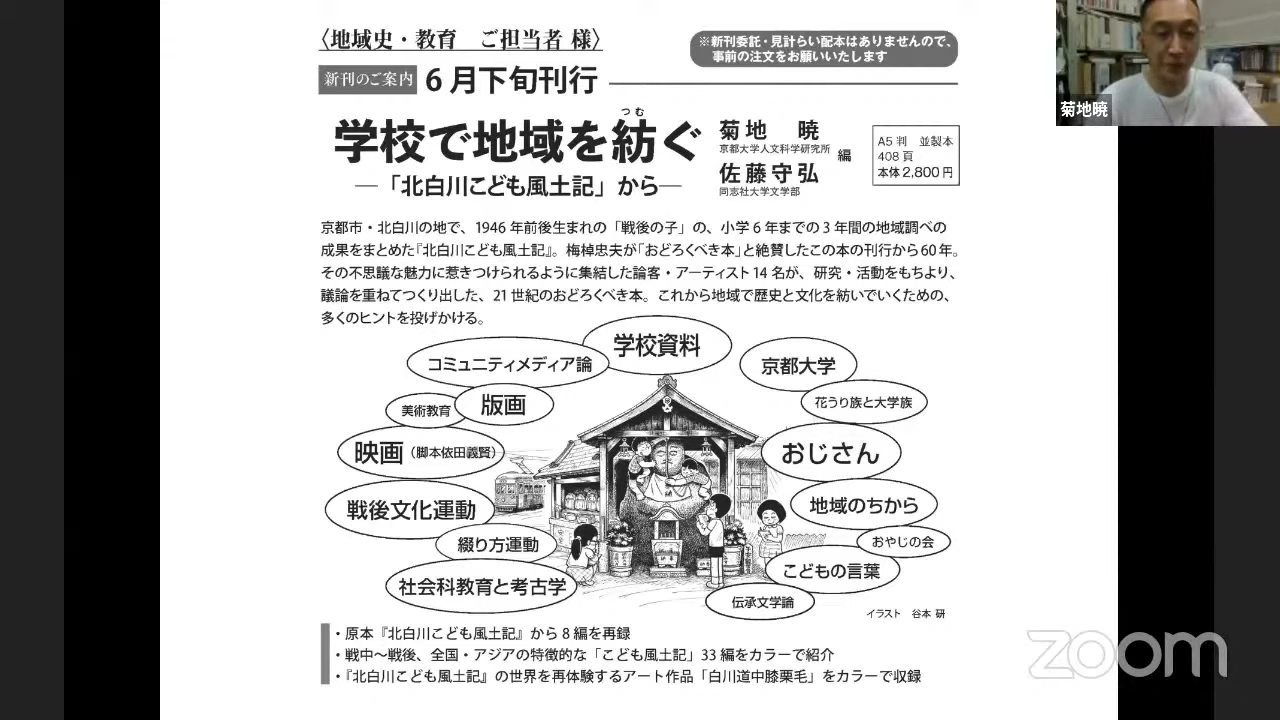 〈地域史・教育　ご担当者 様〉
※新刊委託・見計らい配本はありませんので、
事前の注文をお願いいたします
新刊のご案内 6月下旬刊行
つむ
学校で地域を紡ぐ
―「北白川こども風土記」から―
菊地　暁
京都大学人文科学研究所
佐藤守弘
同志社大学文学部
編
A5判　並製本
408頁
本体2,800円
菊地暁
京都市・北白川の地で、1946年前後生まれの「戦後の子」の、小学6年までの3年間の地域調べの
成果をまとめた『北白川こども風土記』。梅棹忠夫が「おどろくべき本」と絶賛したこの本の刊行から60年。
その不思議な魅力に惹きつけられるように集結した論客・アーティスト14名が、研究・活動をもちより、
議論を重ねてつくり出した、21世紀のおどろくべき本。これから地域で歴史と文化を紡いでいくための、
多くのヒントを投げかける。
学校資料
コミュニティメディア論
京都大学
美術教育
版画
花うり族と大学族
映画（脚本依田義賢）
おじさん
戦後文化運動
地域のちから
綴り方運動
おやじの会
社会科教育と考古学
こどもの言葉
伝承文学論
イラスト　谷本 研
・原本『北白川こども風土記』から8編を再録
・戦中～戦後、全国・アジアの特徴的な「こども風土記」33編をカラーで紹介
・『北白川こども風土記』の世界を再体験するアート作品「白川道中膝栗毛」をカラーで収録
zoom